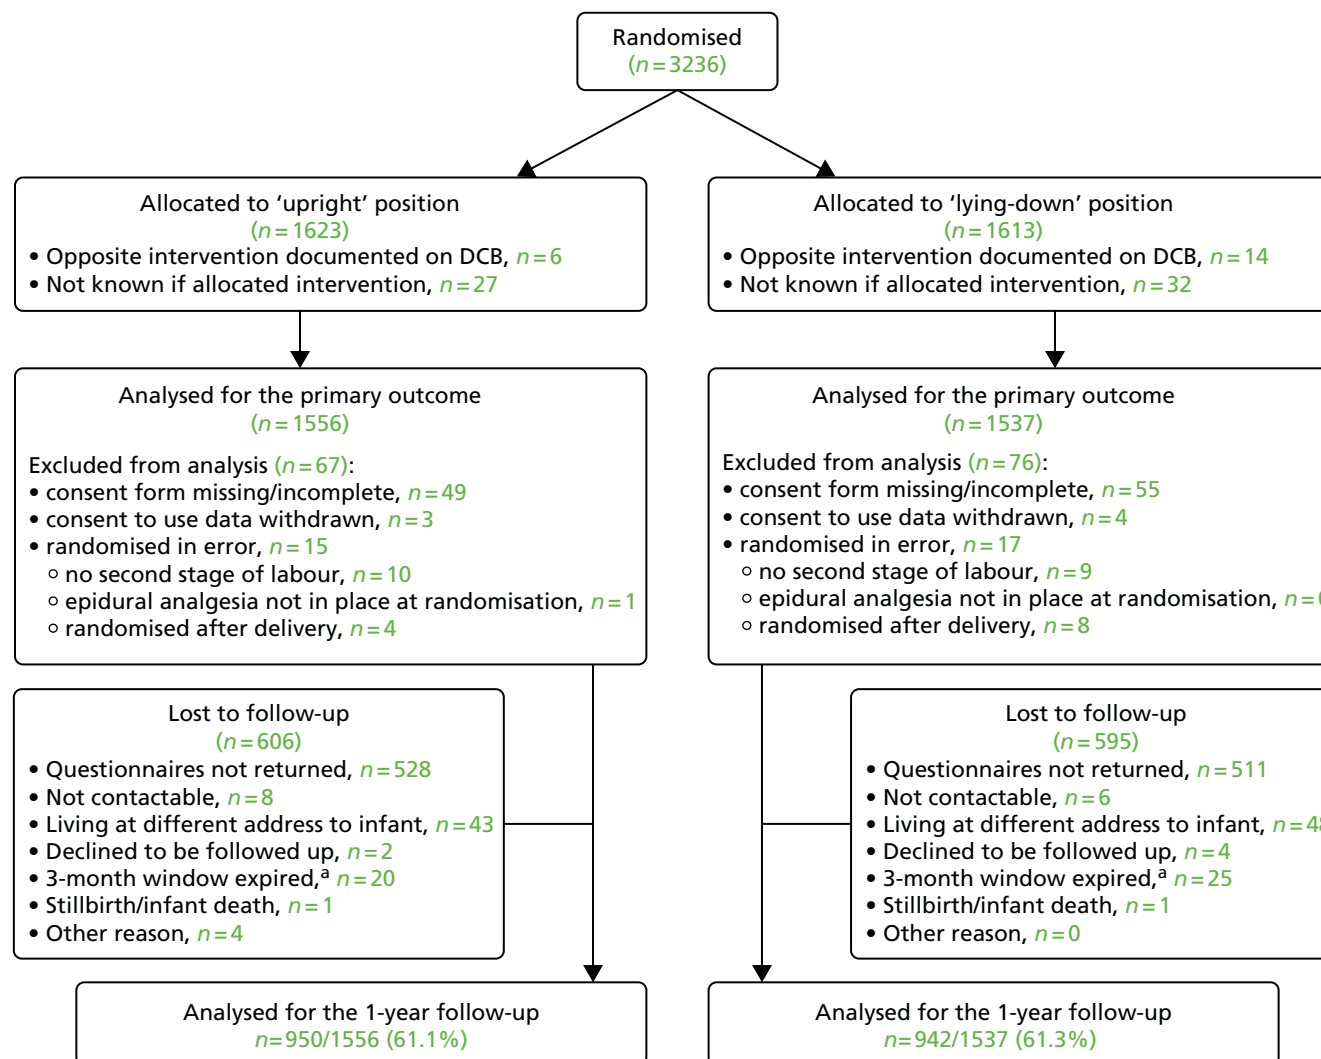 Randomised
(n=3236)
Allocated to ‘upright’ position
(n=1623)
• Opposite intervention documented on DCB, n=6
• Not known if allocated intervention, n=27
Allocated to ‘lying-down’ position
(n=1613)
• Opposite intervention documented on DCB, n=14
• Not known if allocated intervention, n=32
Analysed for the primary outcome
(n=1556)
Excluded from analysis (n=67):
• consent form missing/incomplete, n=49
• consent to use data withdrawn, n=3
• randomised in error, n=15
○ no second stage of labour, n=10
○ epidural analgesia not in place at randomisation, n=1
○ randomised after delivery, n=4
Analysed for the primary outcome
(n=1537)
Excluded from analysis (n=76):
• consent form missing/incomplete, n=55
• consent to use data withdrawn, n=4
• randomised in error, n=17
○ no second stage of labour, n=9
○ epidural analgesia not in place at randomisation,
○ randomised after delivery, n=8
Lost to follow-up
(n=606)
• Questionnaires not returned, n=528
• Not contactable, n=8
• Living at different address to infant, n=43
• Declined to be followed up, n=2
• 3-month window expired,ᵃ n=20
• Stillbirth/infant death, n=1
• Other reason, n=4
Lost to follow-up
(n=595)
• Questionnaires not returned, n=511
• Not contactable, n=6
• Living at different address to infant, n=48
• Declined to be followed up, n=4
• 3-month window expired,ᵃ n=25
• Stillbirth/infant death, n=1
• Other reason, n=0
Analysed for the 1-year follow-up
n=950/1556 (61.1%)
Analysed for the 1-year follow-up
n=942/1537 (61.3%)